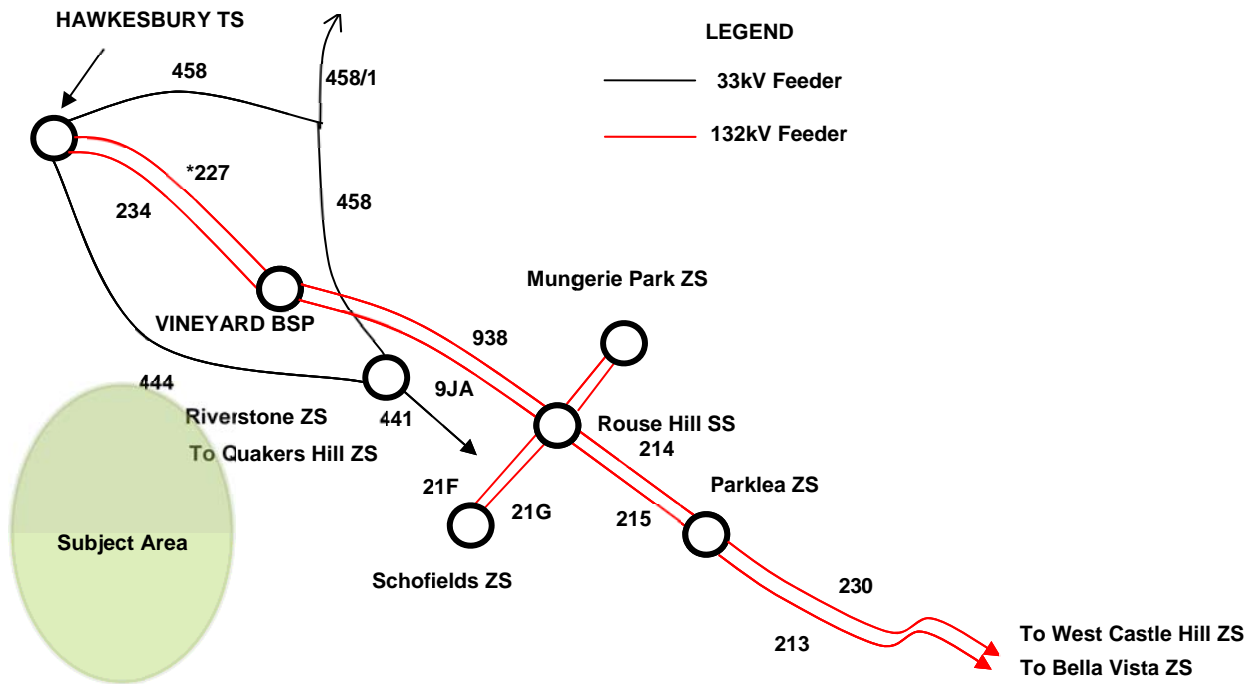 HAWKESBURY TS
LEGEND
458
458/1
33kV Feeder
132kV Feeder
*227
458
234
Mungerie Park ZS
VINEYARD BSP
938
444
9JA
Riverstone ZS
441
Rouse Hill SS
To Quakers Hill ZS
214
21F
Parklea ZS
21G
215
Subject Area
Schofields ZS
230
213
To West Castle Hill ZS
To Bella Vista ZS